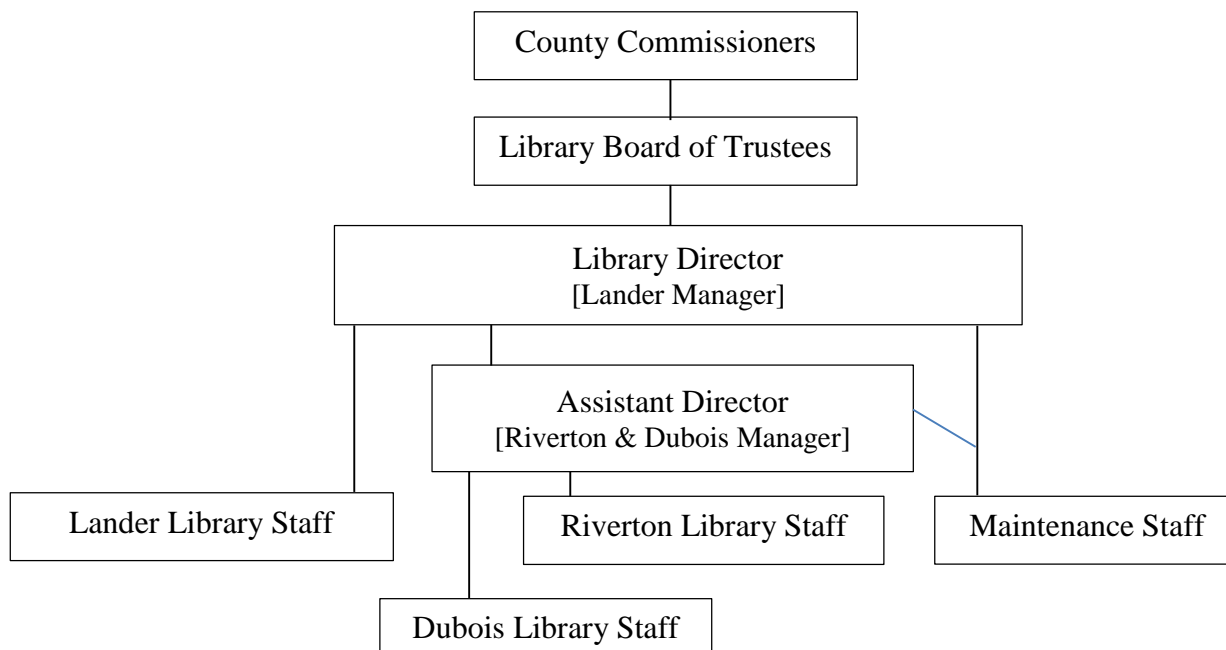 County Commissioners
Library Board of Trustees
Library Director
[Lander Manager]
Assistant Director
[Riverton & Dubois Manager]
Lander Library Staff
Riverton Library Staff
Maintenance Staff
Dubois Library Staff